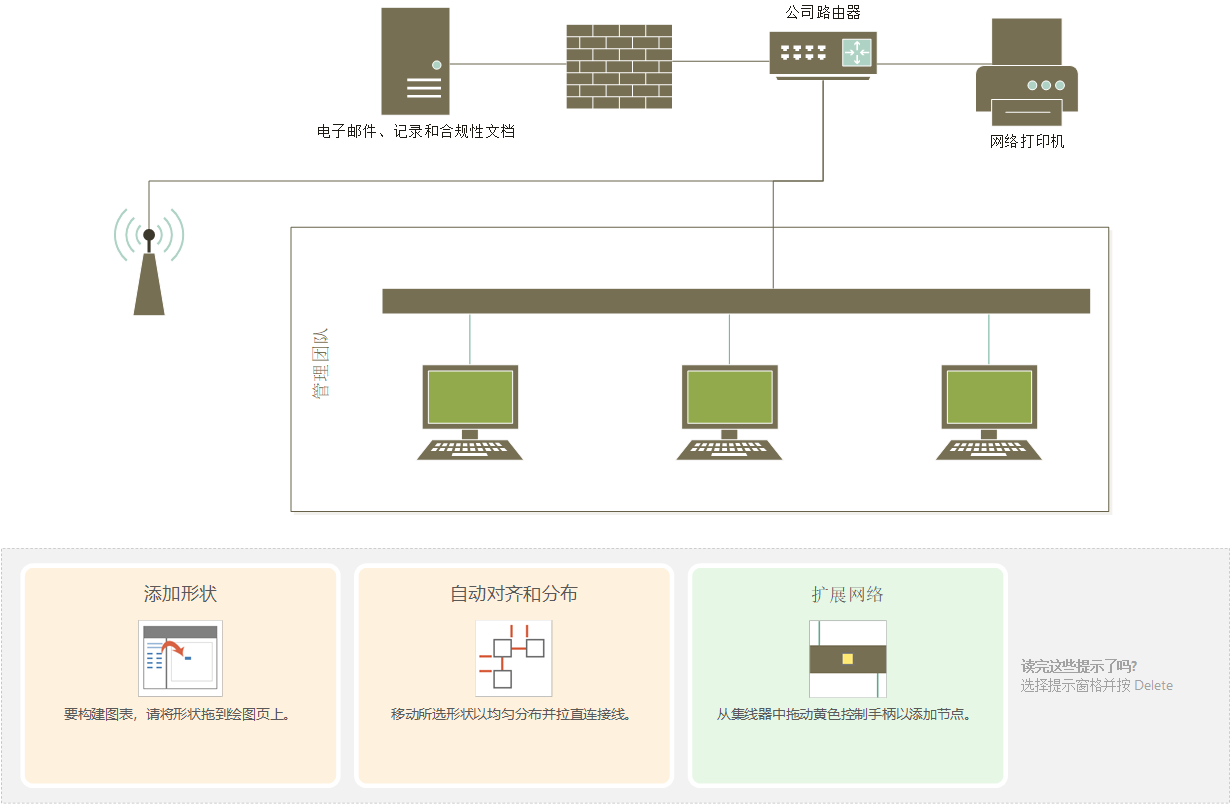 公司路由器
电子邮件、记录和合规性文档
网络打印机
管理团队
添加形状
要构建图表，请将形状拖到绘图页上。
自动对齐和分布
移动所选形状以均匀分布并拉直连接线。
扩展网络
从集线器中拖动黄色控制手柄以添加节点。
读完这些提示了吗?
选择提示窗格并按 Delete